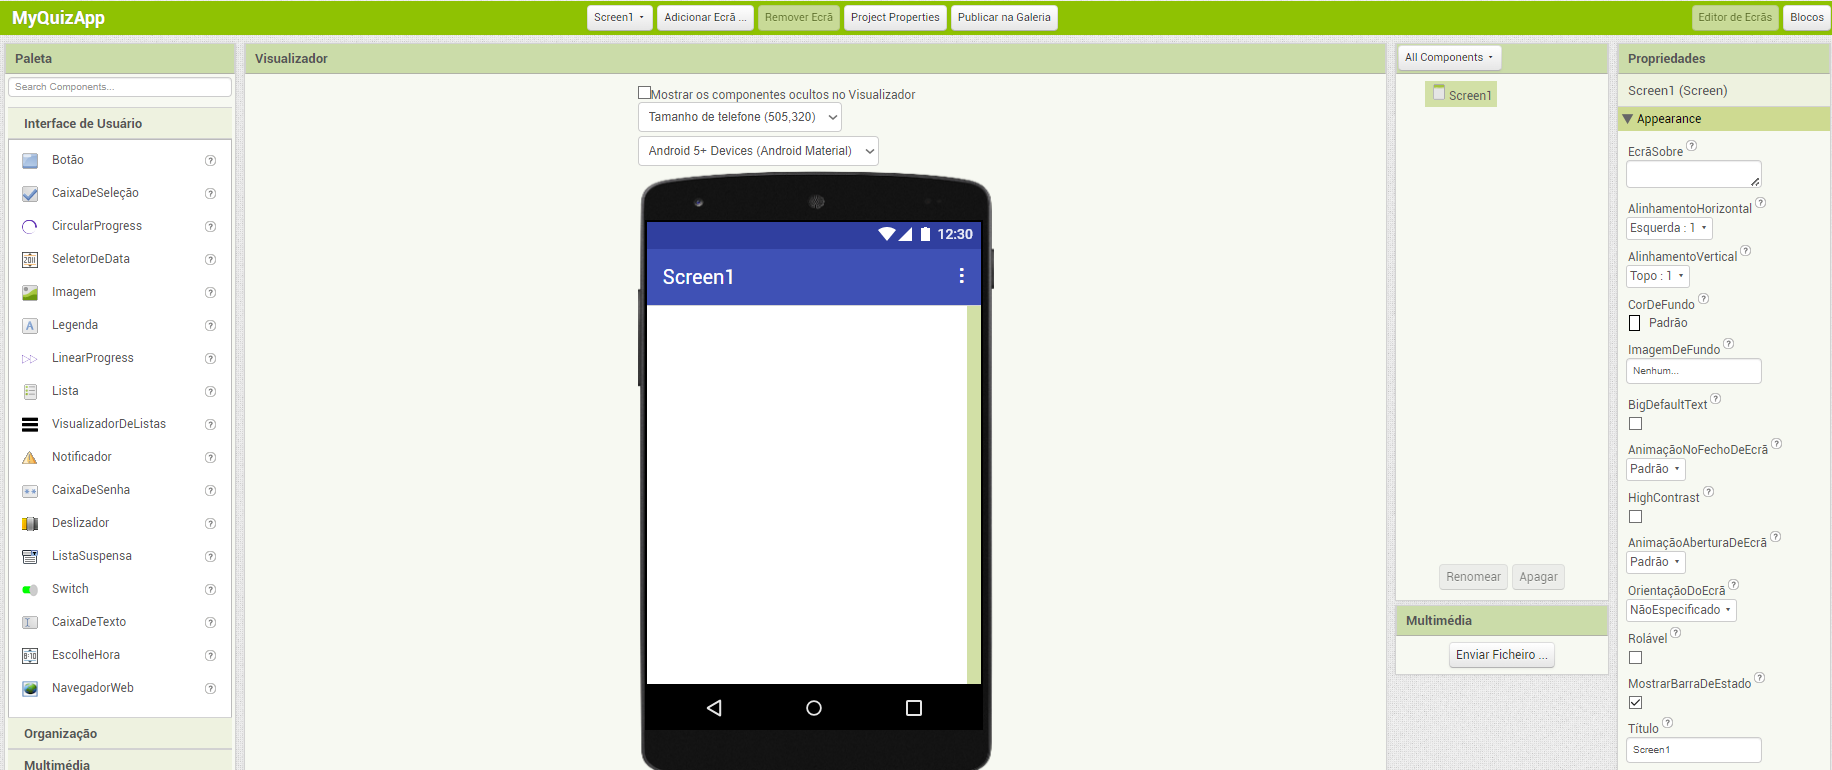 MyQuizApp
Screen1
Adicionar Ecrã ...
Remover Ecrã
Project Properties
Publicar na Galeria
Editor de Ecrãs
Blocos
Paleta
Search Components...
Interface de Usuário
Botão
CaixaDeSeleção
CircularProgress
SeletorDeData
Imagem
Legenda
LinearProgress
Lista
VisualizadorDeListas
Notificador
CaixaDeSenha
Deslizador
ListaSuspensa
Switch
CaixaDeTexto
EscolheHora
NavegadorWeb
Organização
Multimédia
Visualizador
Mostrar os componentes ocultos no Visualizador
Tamanho de telefone (505,320)
Android 5+ Devices (Android Material)
12:30
Screen1
All Components
Screen1
Renomear
Apagar
Multimédia
Enviar Ficheiro ...
Propriedades
Screen1 (Screen)
Appearance
EcrãSobre
AlinhamentoHorizontal
Esquerda : 1
AlinhamentoVertical
Topo : 1
CorDeFundo
Padrão
ImagemDeFundo
Nenhum...
BigDefaultText
AnimaçãoNoFechoDeEcrã
Padrão
HighContrast
AnimaçãoAberturaDeEcrã
Padrão
OrientaçãoDoEcrã
NãoEspecificado
Rolável
MostrarBarraDeEstado
Título
Screen1